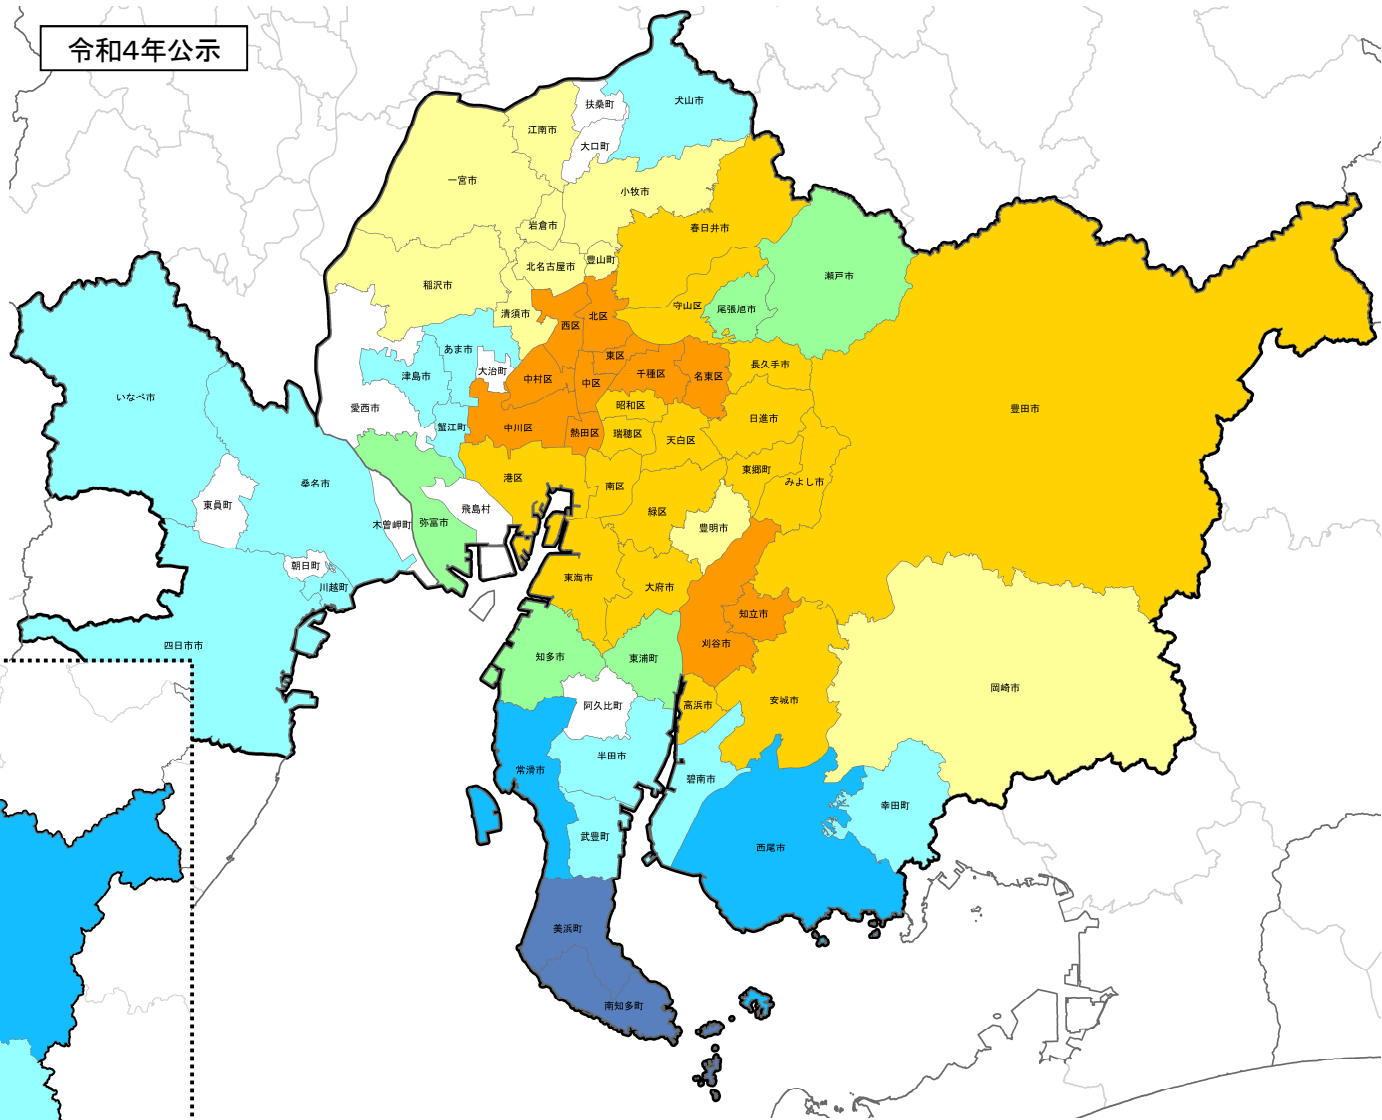 令和4年公示
犬山市
扶桑町
江南市
大口町
一宮市
小牧市
岩倉市
春日井市
北名古屋市
豊山町
瀬戸市
稲沢市
守山区
尾張旭市
清須市
北区
西区
あま市
東区
長久手市
大治町
千種区
名東区
津島市
中村区
中区
いなべ市
愛西市
昭和区
豊田市
日進市
蟹江町
中川区
熱田区
瑞穂区
天白区
東郷町
港区
みよし市
桑名市
南区
東員町
飛島村
緑区
木曽岬町
弥富市
豊明市
朝日町
東海市
川越町
大府市
知立市
四日市市
刈谷市
知多市
東浦町
岡崎市
安城市
阿久比町
高浜市
半田市
常滑市
碧南市
幸田町
武豊町
西尾市
美浜町
南知多町